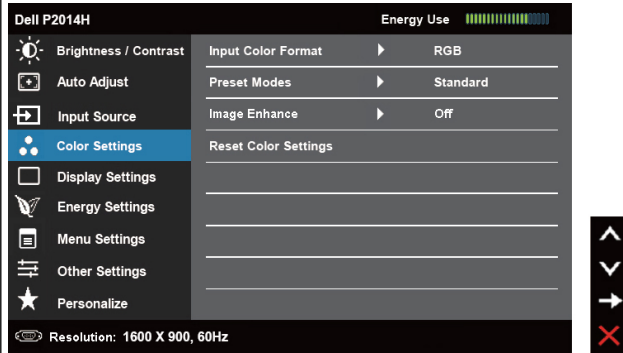 Dell P2014H Energy Use
Brightness / Contrast Input Color Format RGB
Auto Adjust Preset Modes Standard
Input Source Image Enhance Off
Color Settings Reset Color Settings
Display Settings
Energy Settings
Menu Settings
Other Settings
Personalize
Resolution: 1600 X 900, 60Hz